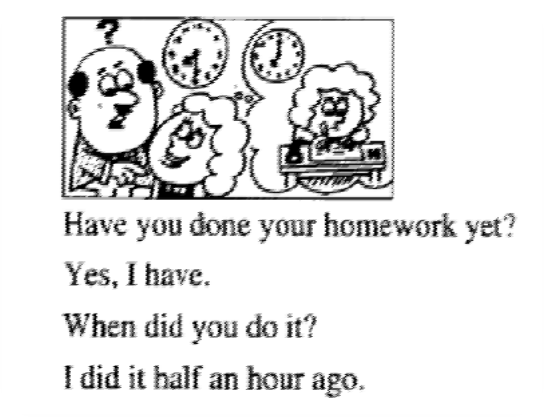 ?
Have you done your homework yet?
Yes, I have.
When did you do it?
I did it half an hour ago.